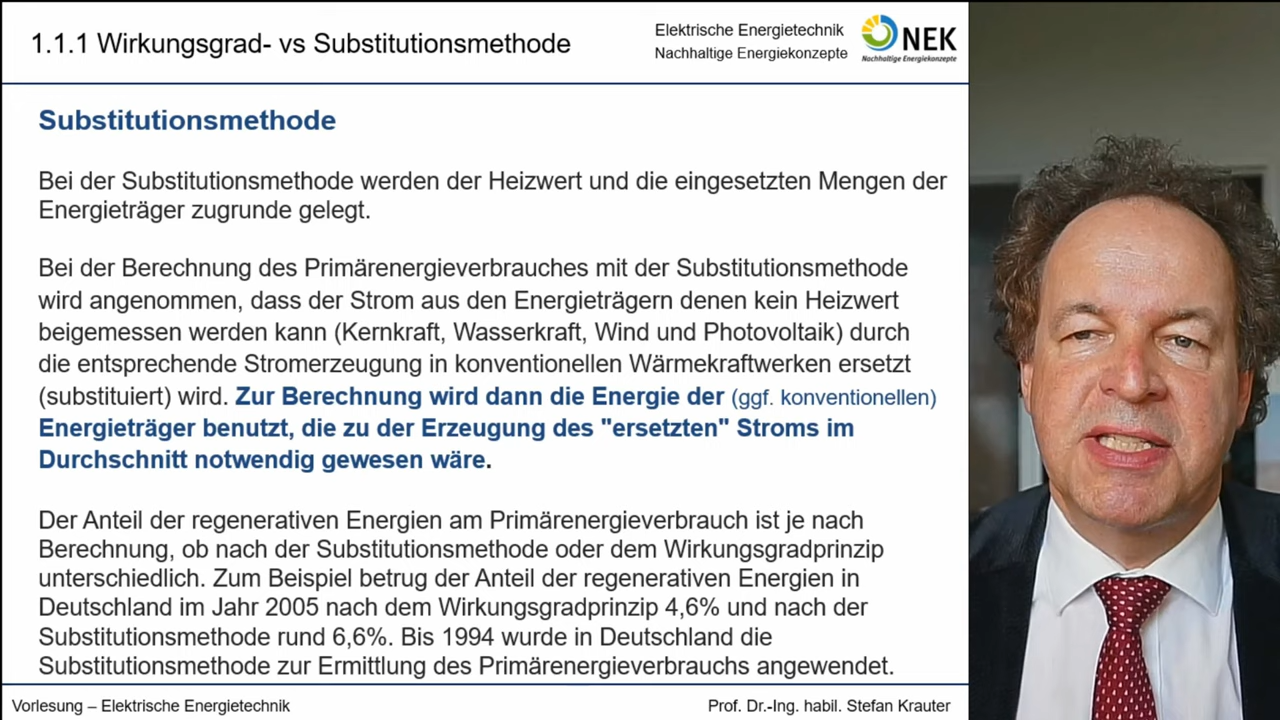 1.1.1 Wirkungsgrad- vs Substitutionsmethode
Elektrische Energietechnik
Nachhaltige Energiekonzepte
NEK
Nachhaltige Energiekonzepte
Substitutionsmethode
Bei der Substitutionsmethode werden der Heizwert und die eingesetzten Mengen der
Energieträger zugrunde gelegt.
Bei der Berechnung des Primärenergieverbrauches mit der Substitutionsmethode
wird angenommen, dass der Strom aus den Energieträgern denen kein Heizwert
beigemessen werden kann (Kernkraft, Wasserkraft, Wind und Photovoltaik) durch
die entsprechende Stromerzeugung in konventionellen Wärmekraftwerken ersetzt
(substituiert) wird. Zur Berechnung wird dann die Energie der (ggf. konventionellen)
Energieträger benutzt, die zu der Erzeugung des "ersetzten" Stroms im
Durchschnitt notwendig gewesen wäre.
Der Anteil der regenerativen Energien am Primärenergieverbrauch ist je nach
Berechnung, ob nach der Substitutionsmethode oder dem Wirkungsgradprinzip
unterschiedlich. Zum Beispiel betrug der Anteil der regenerativen Energien in
Deutschland im Jahr 2005 nach dem Wirkungsgradprinzip 4,6% und nach der
Substitutionsmethode rund 6,6%. Bis 1994 wurde in Deutschland die
Substitutionsmethode zur Ermittlung des Primärenergieverbrauchs angewendet.
Vorlesung – Elektrische Energietechnik
Prof. Dr.-Ing. habil. Stefan Krauter